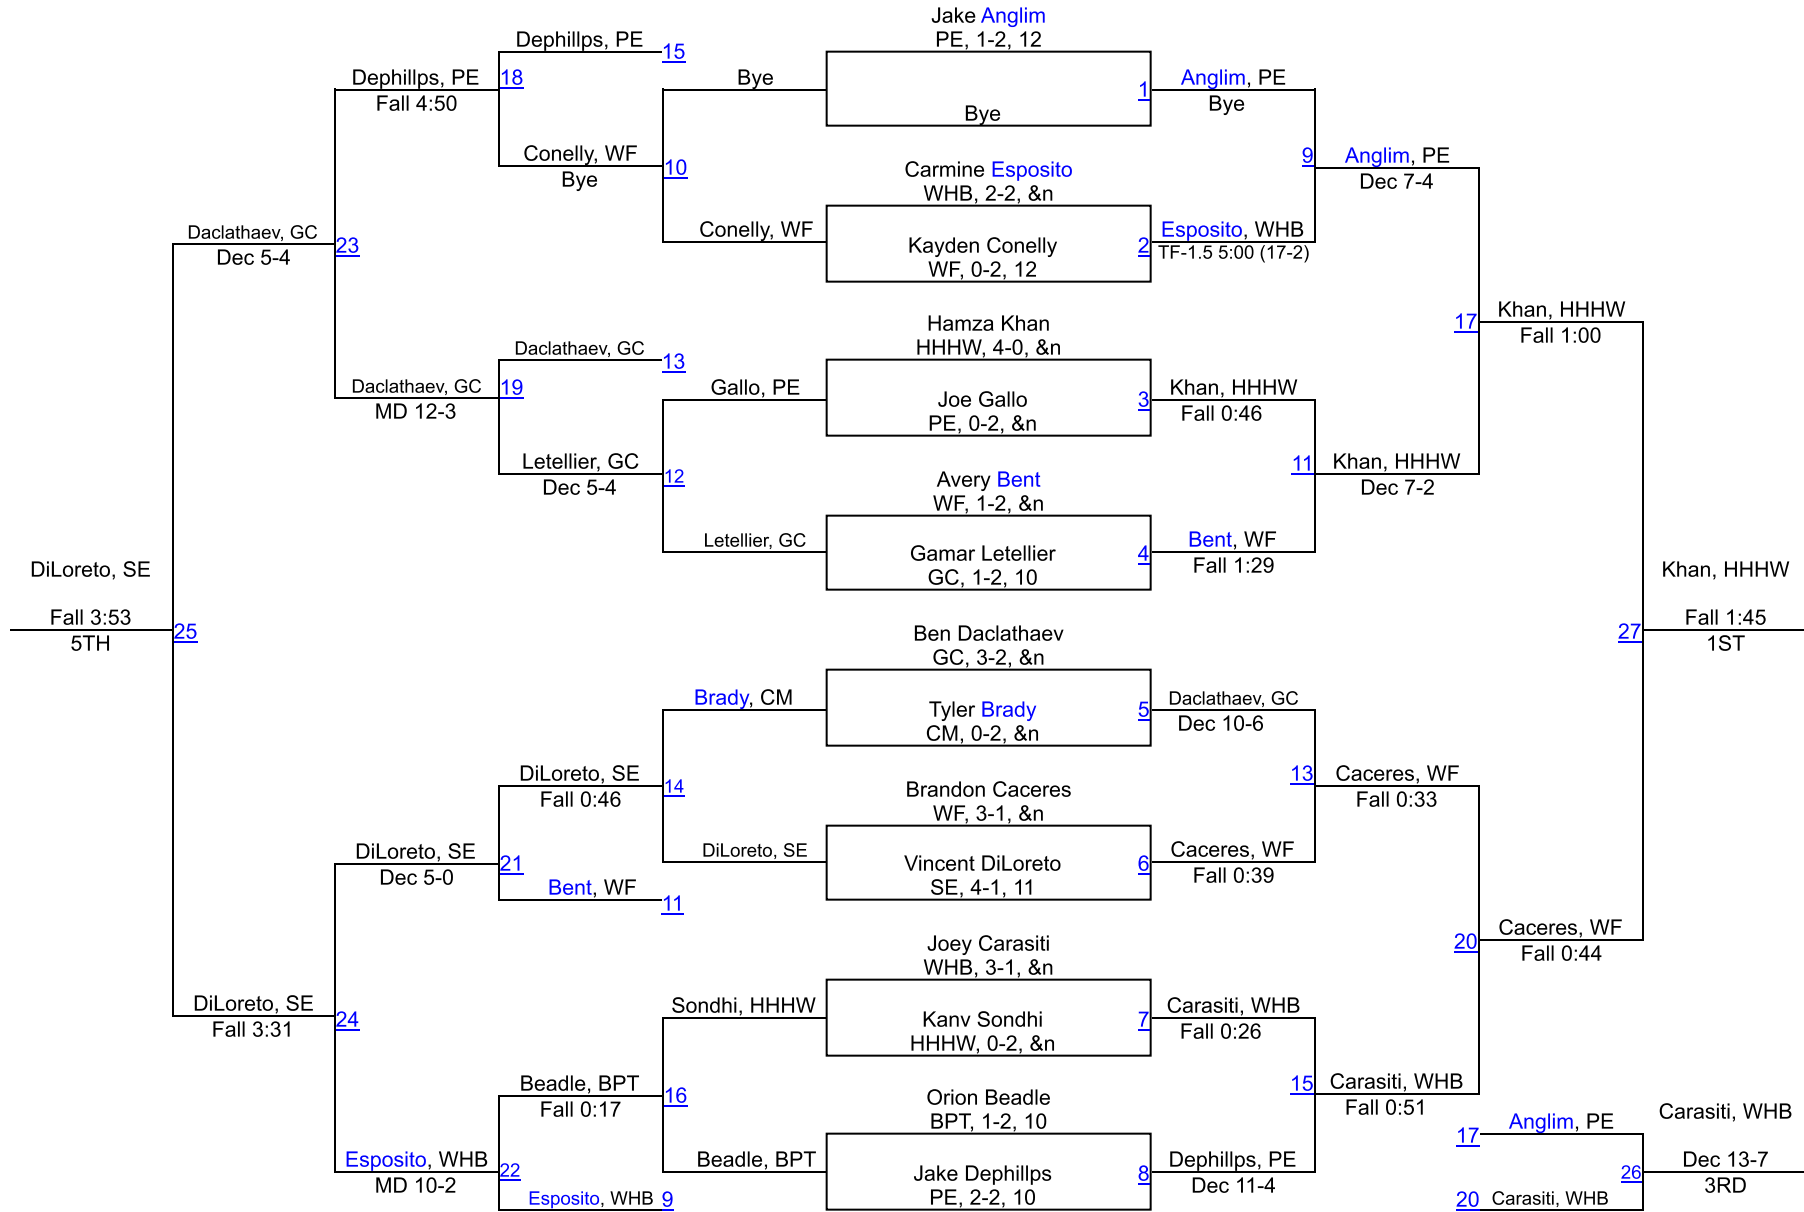 Jake Anglim
PE, 1-2, 12
Dephillps, PE
15
Dephillps, PE
18
Fall 4:50
Bye
1
Anglim, PE
Bye
Bye
Conelly, WF
10
Bye
Carmine Esposito
WHB, 2-2, &n
9
Anglim, PE
Dec 7-4
Conelly, WF
Kayden Conelly
WF, 0-2, 12
2
Esposito, WHB
TF-1.5 5:00 (17-2)
Daclathaev, GC
23
Dec 5-4
Hamza Khan
HHHW, 4-0, &n
17
Khan, HHHW
Fall 1:00
Daclathaev, GC
13
Daclathaev, GC
19
MD 12-3
Gallo, PE
Joe Gallo
PE, 0-2, &n
3
Khan, HHHW
Fall 0:46
Letellier, GC
12
Dec 5-4
Avery Bent
WF, 1-2, &n
11
Khan, HHHW
Dec 7-2
Letellier, GC
Gamar Letellier
GC, 1-2, 10
4
Bent, WF
Fall 1:29
DiLoreto, SE
Fall 3:53
25
5TH
Khan, HHHW
27
Fall 1:45
1ST
Ben Daclathaev
GC, 3-2, &n
Brady, CM
Tyler Brady
CM, 0-2, &n
5
Daclathaev, GC
Dec 10-6
DiLoreto, SE
14
Fall 0:46
Brandon Caceres
WF, 3-1, &n
13
Caceres, WF
Fall 0:33
DiLoreto, SE
21
Dec 5-0
DiLoreto, SE
Vincent DiLoreto
SE, 4-1, 11
6
Caceres, WF
Fall 0:39
Bent, WF
11
Joey Carasiti
WHB, 3-1, &n
20
Caceres, WF
Fall 0:44
DiLoreto, SE
24
Fall 3:31
Sondhi, HHHW
Kanv Sondhi
HHHW, 0-2, &n
7
Carasiti, WHB
Fall 0:26
Beadle, BPT
16
Fall 0:17
Orion Beadle
BPT, 1-2, 10
15
Carasiti, WHB
Fall 0:51
17
Anglim, PE
Carasiti, WHB
Esposito, WHB
22
MD 10-2
Beadle, BPT
Jake Dephillps
PE, 2-2, 10
8
Dephillps, PE
Dec 11-4
26
Dec 13-7
3RD
Esposito, WHB
9
20
Carasiti, WHB